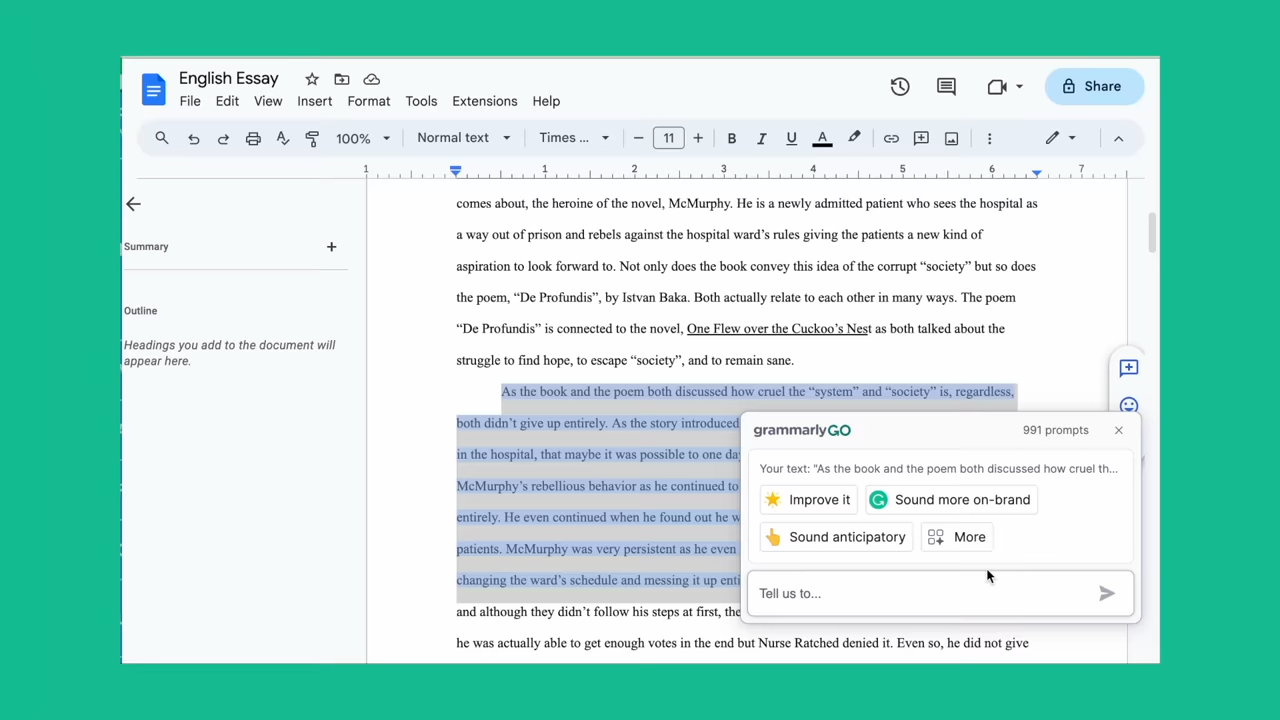 English Essay
File Edit View Insert Format Tools Extensions Help
Share
100% Normal text Times ... 11 B I U A
1 1 2 3 4 5 6 7
Summary
Outline
Headings you add to the document will
appear here.
comes about, the heroine of the novel, McMurphy. He is a newly admitted patient who sees the hospital as
a way out of prison and rebels against the hospital ward’s rules giving the patients a new kind of
aspiration to look forward to. Not only does the book convey this idea of the corrupt “society” but so does
the poem, “De Profundis”, by Istvan Baka. Both actually relate to each other in many ways. The poem
“De Profundis” is connected to the novel, One Flew over the Cuckoo’s Nest as both talked about the
struggle to find hope, to escape “society”, and to remain sane.
As the book and the poem both discussed how cruel the “system” and “society” is, regardless,
both didn’t give up entirely. As the story introduced
in the hospital, that maybe it was possible to one day
McMurphy’s rebellious behavior as he continued to
entirely. He even continued when he found out he w
patients. McMurphy was very persistent as he even
changing the ward’s schedule and messing it up enti
and although they didn’t follow his steps at first, the
he was actually able to get enough votes in the end but Nurse Ratched denied it. Even so, he did not give
grammarlyGO 991 prompts
Your text: “As the book and the poem both discussed how cruel th...
Improve it Sound more on-brand
Sound anticipatory More
Tell us to...